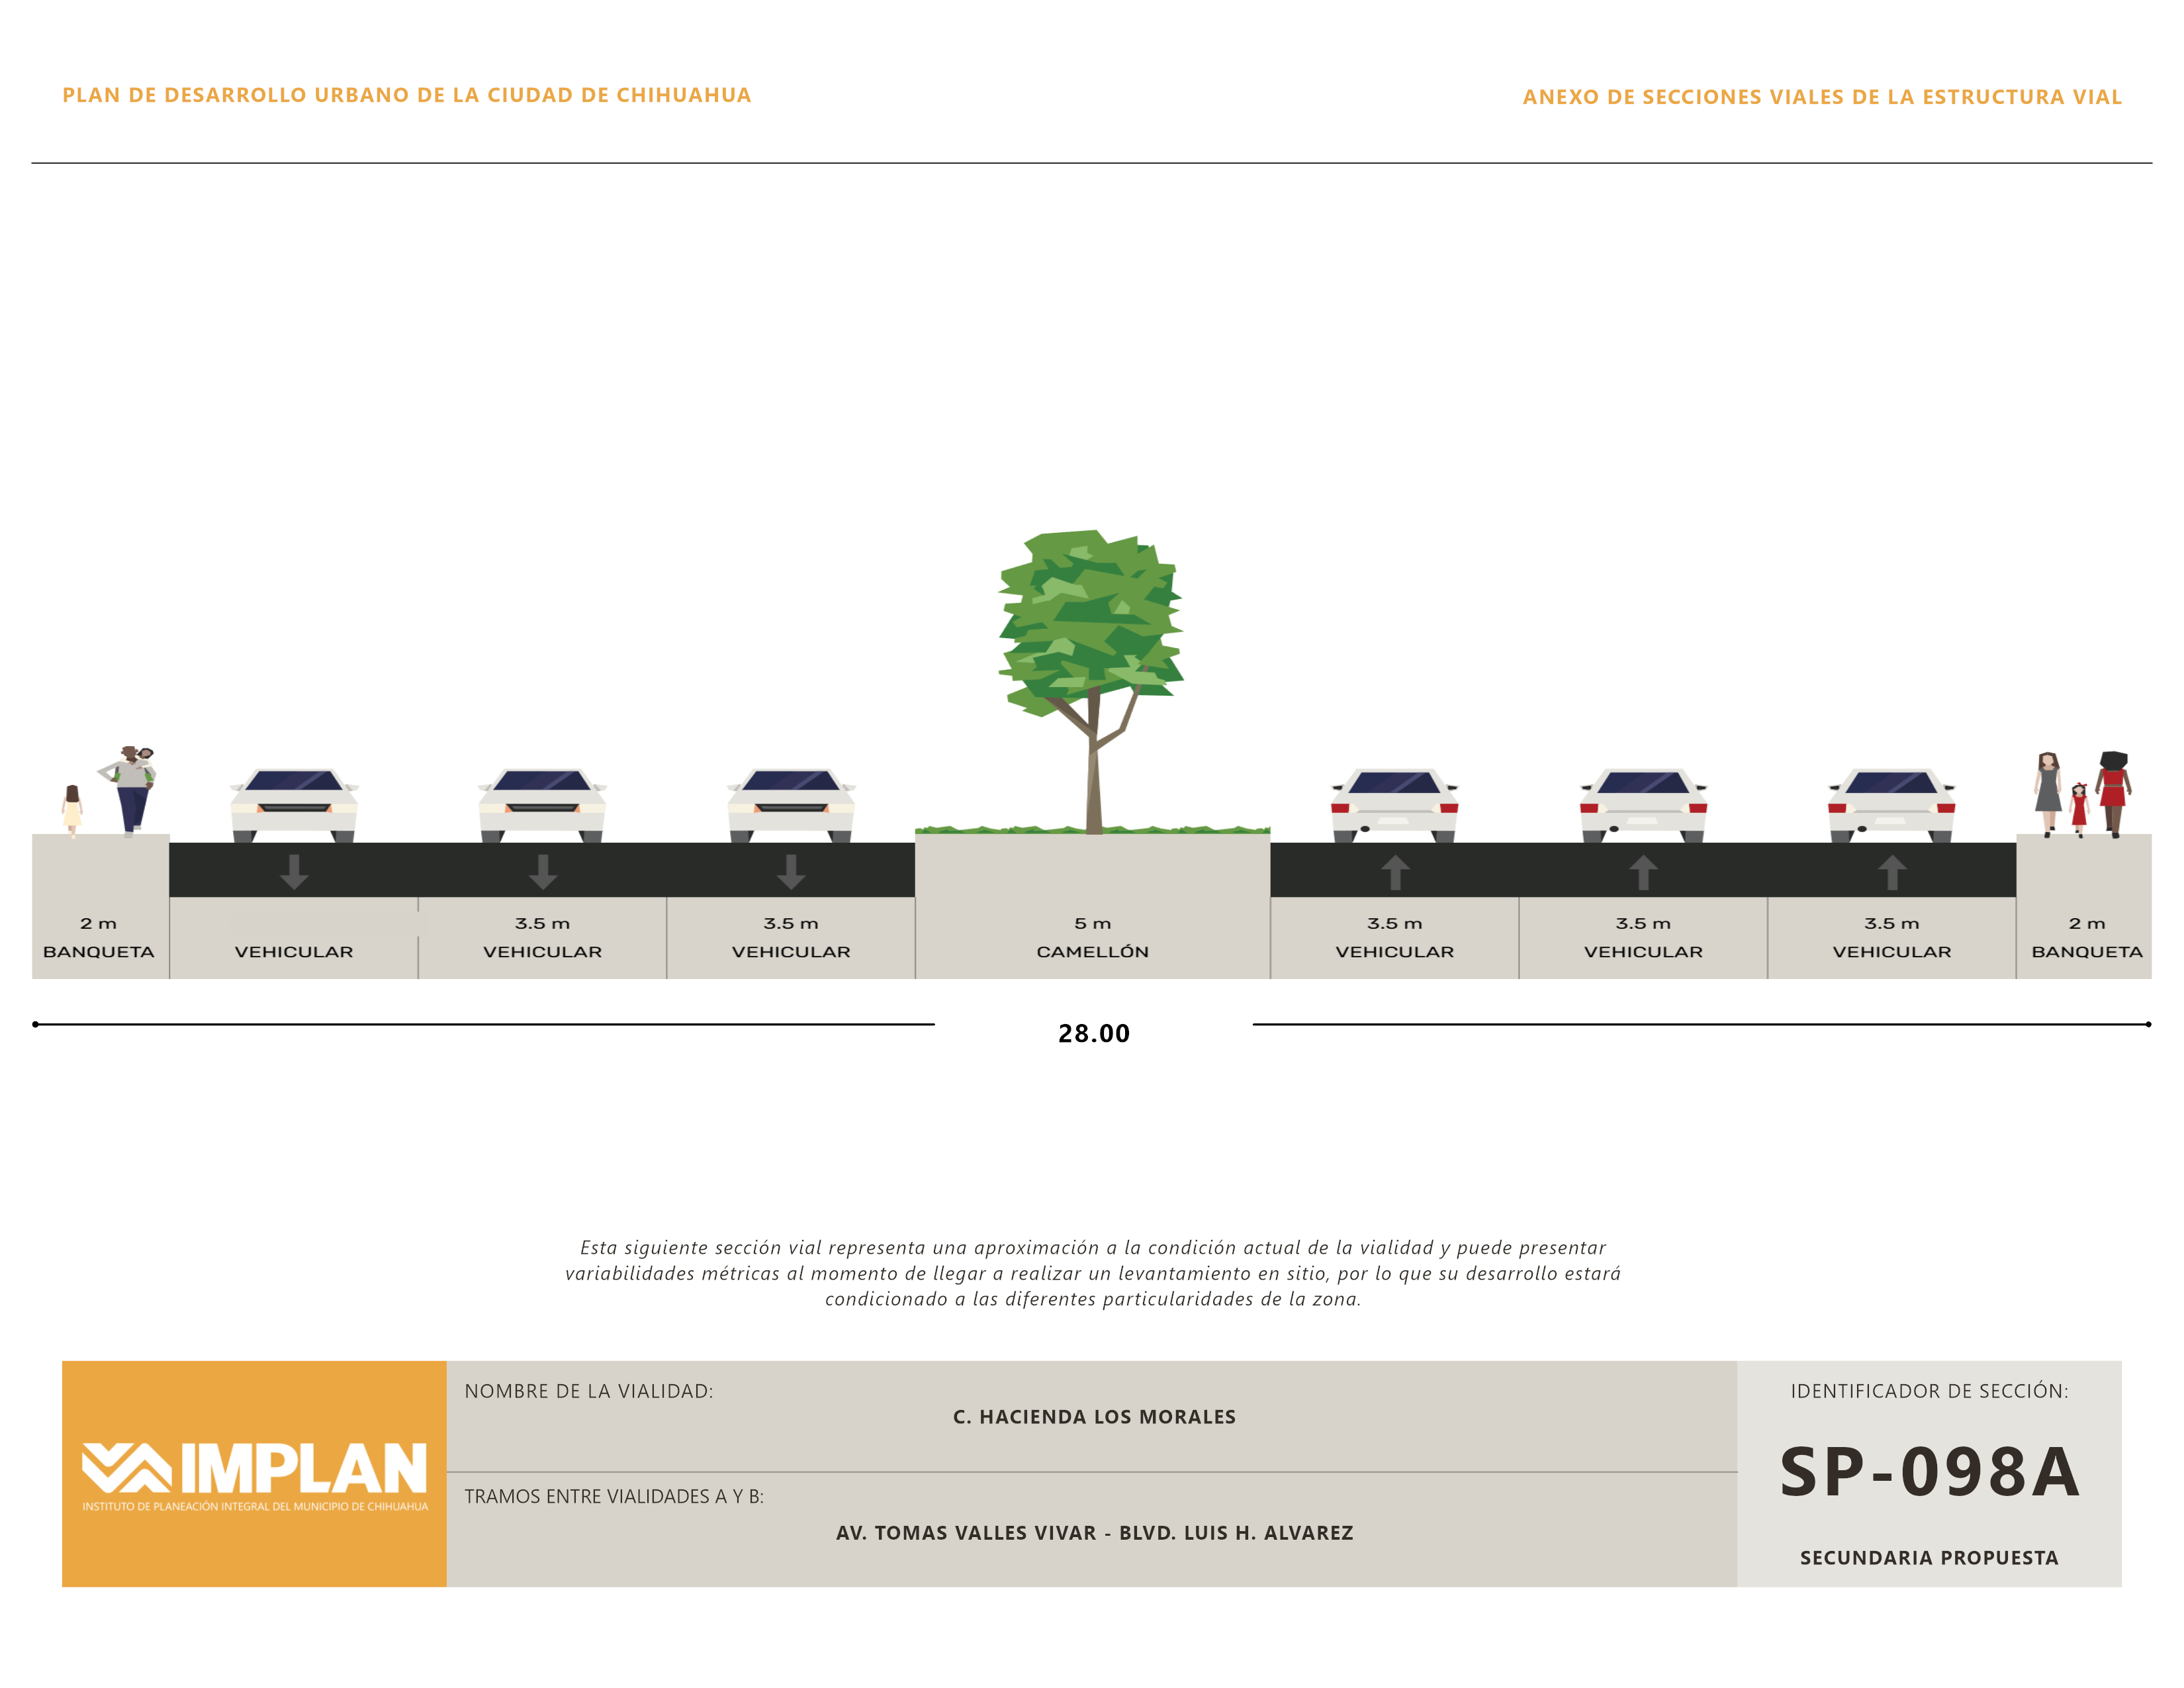 PLAN DE DESARROLLO URBANO DE LA CIUDAD DE CHIHUAHUA
ANEXO DE SECCIONES VIALES DE LA ESTRUCTURA VIAL
2 m
BANQUETA
VEHICULAR
3.5 m
VEHICULAR
3.5 m
VEHICULAR
5 m
CAMELLÓN
3.5 m
VEHICULAR
3.5 m
VEHICULAR
3.5 m
VEHICULAR
2 m
BANQUETA
28.00
Esta siguiente sección vial representa una aproximación a la condición actual de la vialidad y puede presentar
variabilidades métricas al momento de llegar a realizar un levantamiento en sitio, por lo que su desarrollo estará
condicionado a las diferentes particularidades de la zona.
IMPLAN
INSTITUTO DE PLANEACIÓN INTEGRAL DEL MUNICIPIO DE CHIHUAHUA
NOMBRE DE LA VIALIDAD:
C. HACIENDA LOS MORALES
TRAMOS ENTRE VIALIDADES A Y B:
AV. TOMAS VALLES VIVAR - BLVD. LUIS H. ALVAREZ
IDENTIFICADOR DE SECCIÓN:
SP-098A
SECUNDARIA PROPUESTA